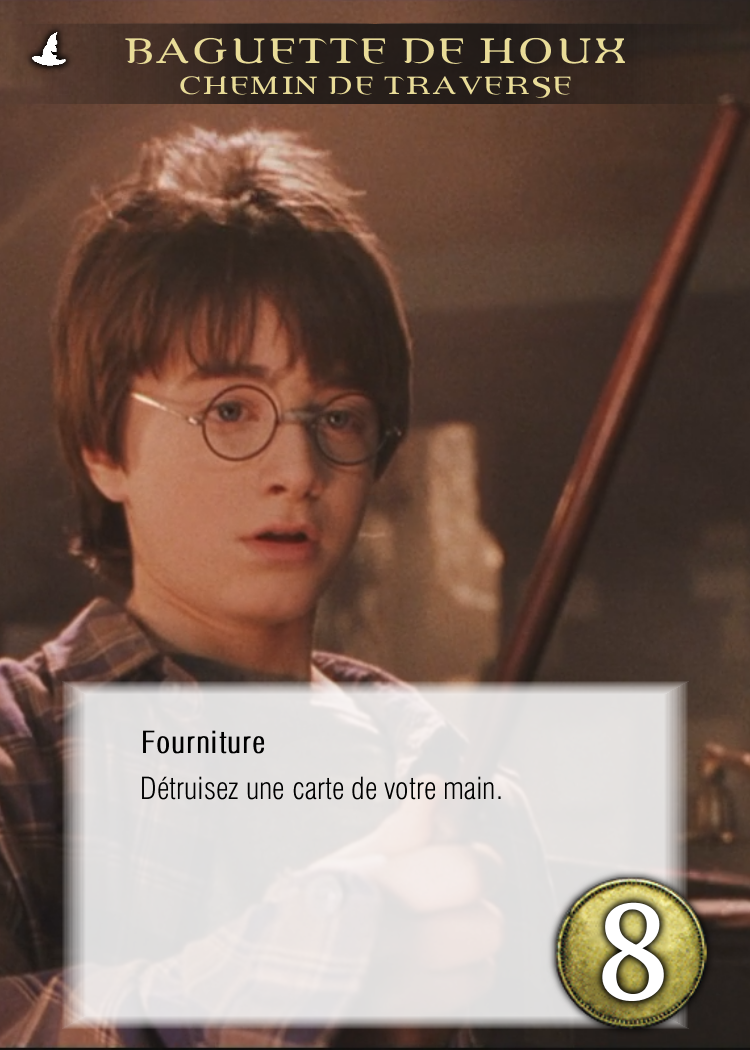 BAGUETTE DE HOUX
CHEMIN DE TRAVERSE
Fourniture
Détruisez une carte de votre main.
8